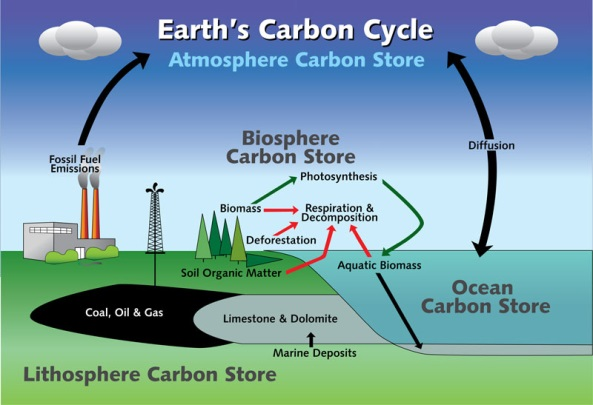 Earth's Carbon Cycle
Atmosphere Carbon Store
Fossil Fuel
Emissions
Diffusion
Biosphere
Carbon Store
Photosynthesis
Biomass
Respiration &
Decomposition
Deforestation
Soil Organic Matter
Aquatic Biomass
Ocean
Carbon Store
Coal, Oil & Gas
Limestone & Dolomite
Marine Deposits
Lithosphere Carbon Store